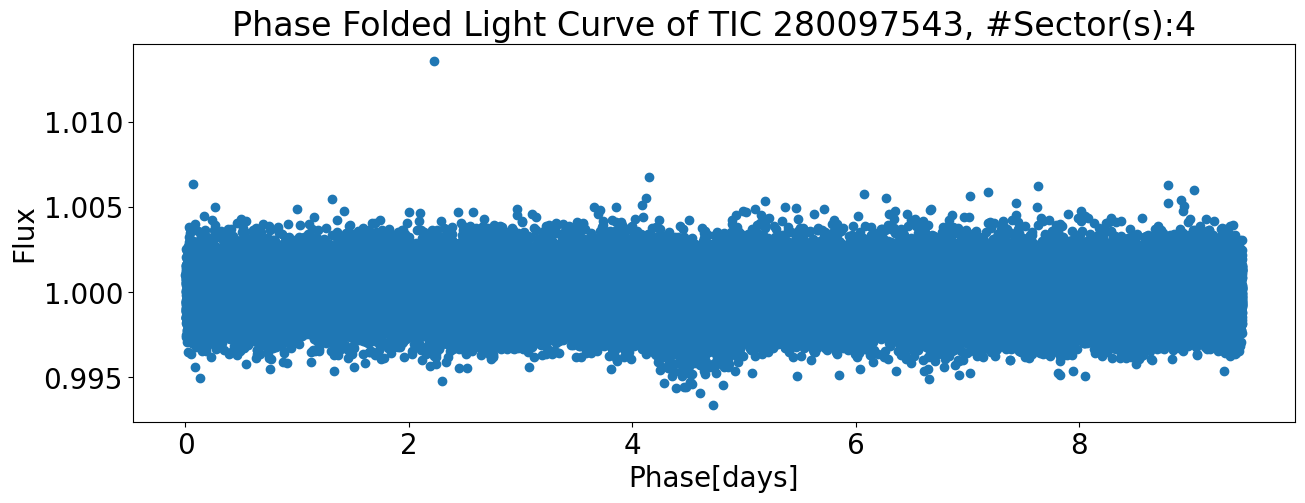 Phase Folded Light Curve of TIC 280097543, #Sector(s):4
1.010
1.005
1.000
0.995
Flux
0 2 4 6 8
Phase[days]